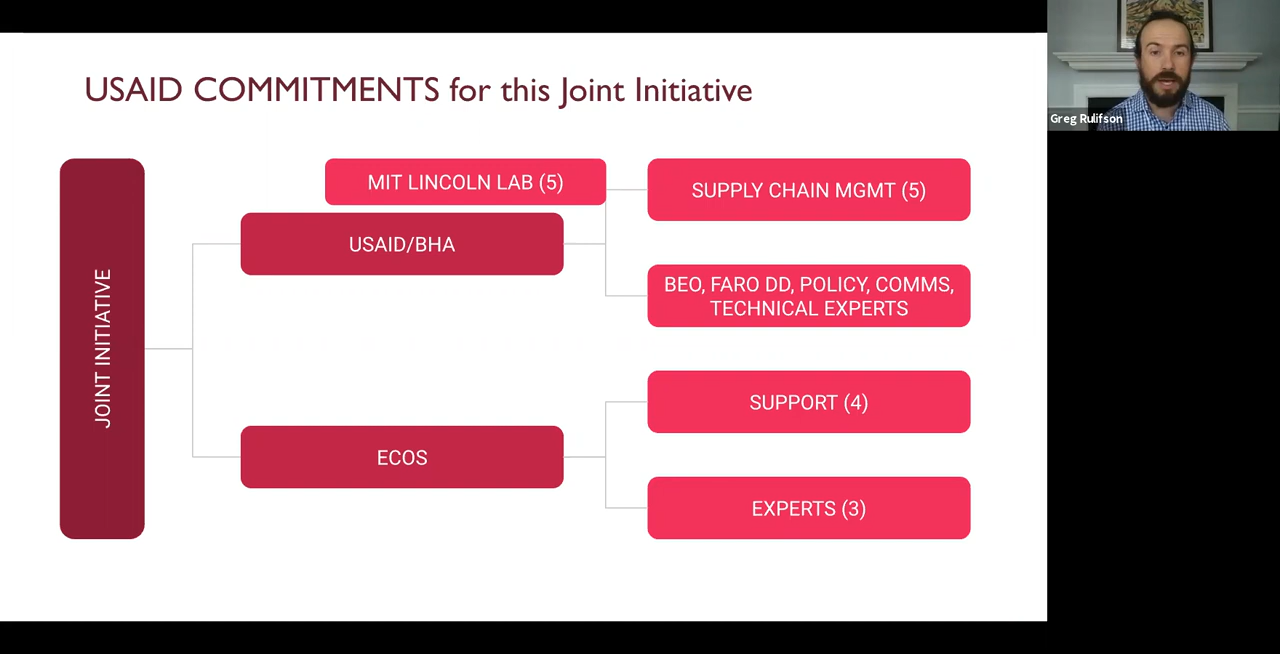 USAID COMMITMENTS for this Joint Initiative
Greg Rulifson
JOINT INITIATIVE
MIT LINCOLN LAB (5)
USAID/BHA
SUPPLY CHAIN MGMT (5)
BEO, FARO DD, POLICY, COMMS,
TECHNICAL EXPERTS
ECOS
SUPPORT (4)
EXPERTS (3)